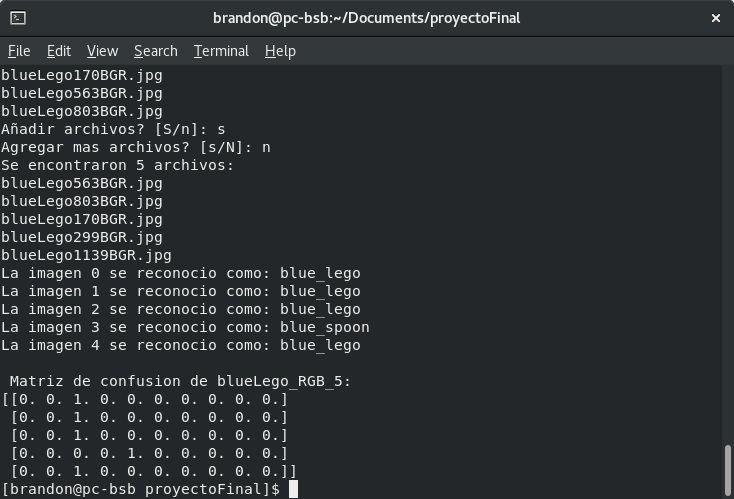 brandon@pc-bsb:~/Documents/proyectoFinal
File Edit View Search Terminal Help
blueLego170BGR.jpg
blueLego563BGR.jpg
blueLego803BGR.jpg
Añadir archivos? [S/n]: s
Agregar mas archivos? [s/N]: n
Se encontraron 5 archivos:
blueLego563BGR.jpg
blueLego803BGR.jpg
blueLego170BGR.jpg
blueLego299BGR.jpg
blueLego1139BGR.jpg
La imagen 0 se reconocio como: blue_lego
La imagen 1 se reconocio como: blue_lego
La imagen 2 se reconocio como: blue_lego
La imagen 3 se reconocio como: blue_spoon
La imagen 4 se reconocio como: blue_lego
Matriz de confusion de blueLego_RGB_5:
[[0. 0. 1. 0. 0. 0. 0. 0. 0. 0.]
[0. 0. 1. 0. 0. 0. 0. 0. 0. 0.]
[0. 0. 1. 0. 0. 0. 0. 0. 0. 0.]
[0. 0. 0. 0. 1. 0. 0. 0. 0. 0.]
[0. 0. 1. 0. 0. 0. 0. 0. 0. 0.]]
[brandon@pc-bsb proyectoFinal]$